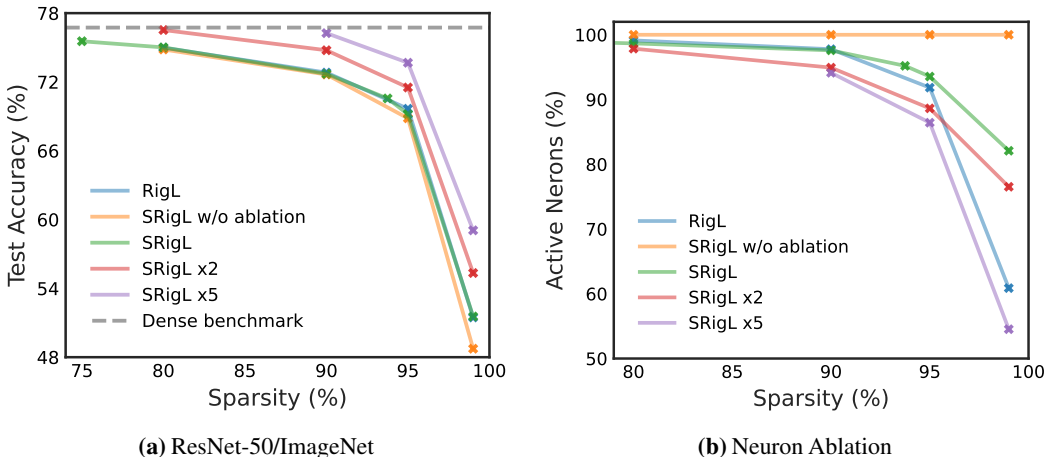 78
72
66
60
54
48
Test Accuracy (%)
RigL
SRigL w/o ablation
SRigL
SRigL x2
SRigL x5
Dense benchmark
75 80 85 90 95 100
Sparsity (%)
(a) ResNet-50/ImageNet
100
90
80
70
60
50
Active Nerons (%)
RigL
SRigL w/o ablation
SRigL
SRigL x2
SRigL x5
80 85 90 95 100
Sparsity (%)
(b) Neuron Ablation